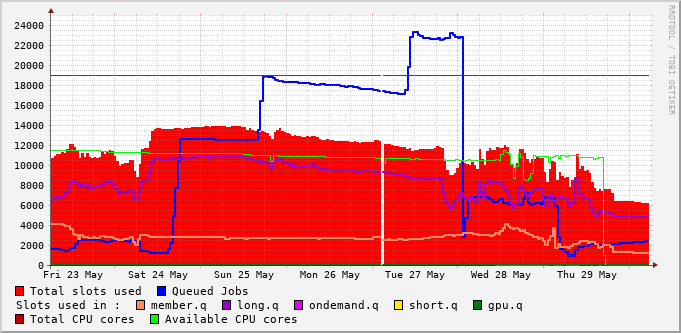 24000
22000
20000
18000
16000
14000
12000
10000
8000
6000
4000
2000
0
Fri 23 May Sat 24 May Sun 25 May Mon 26 May Tue 27 May Wed 28 May Thu 29 May
Total slots used Queued Jobs
Slots used in : member.q long.q ondemand.q short.q gpu.q
Total CPU cores Available CPU cores
RRDTOOL / TOBI OETIKER